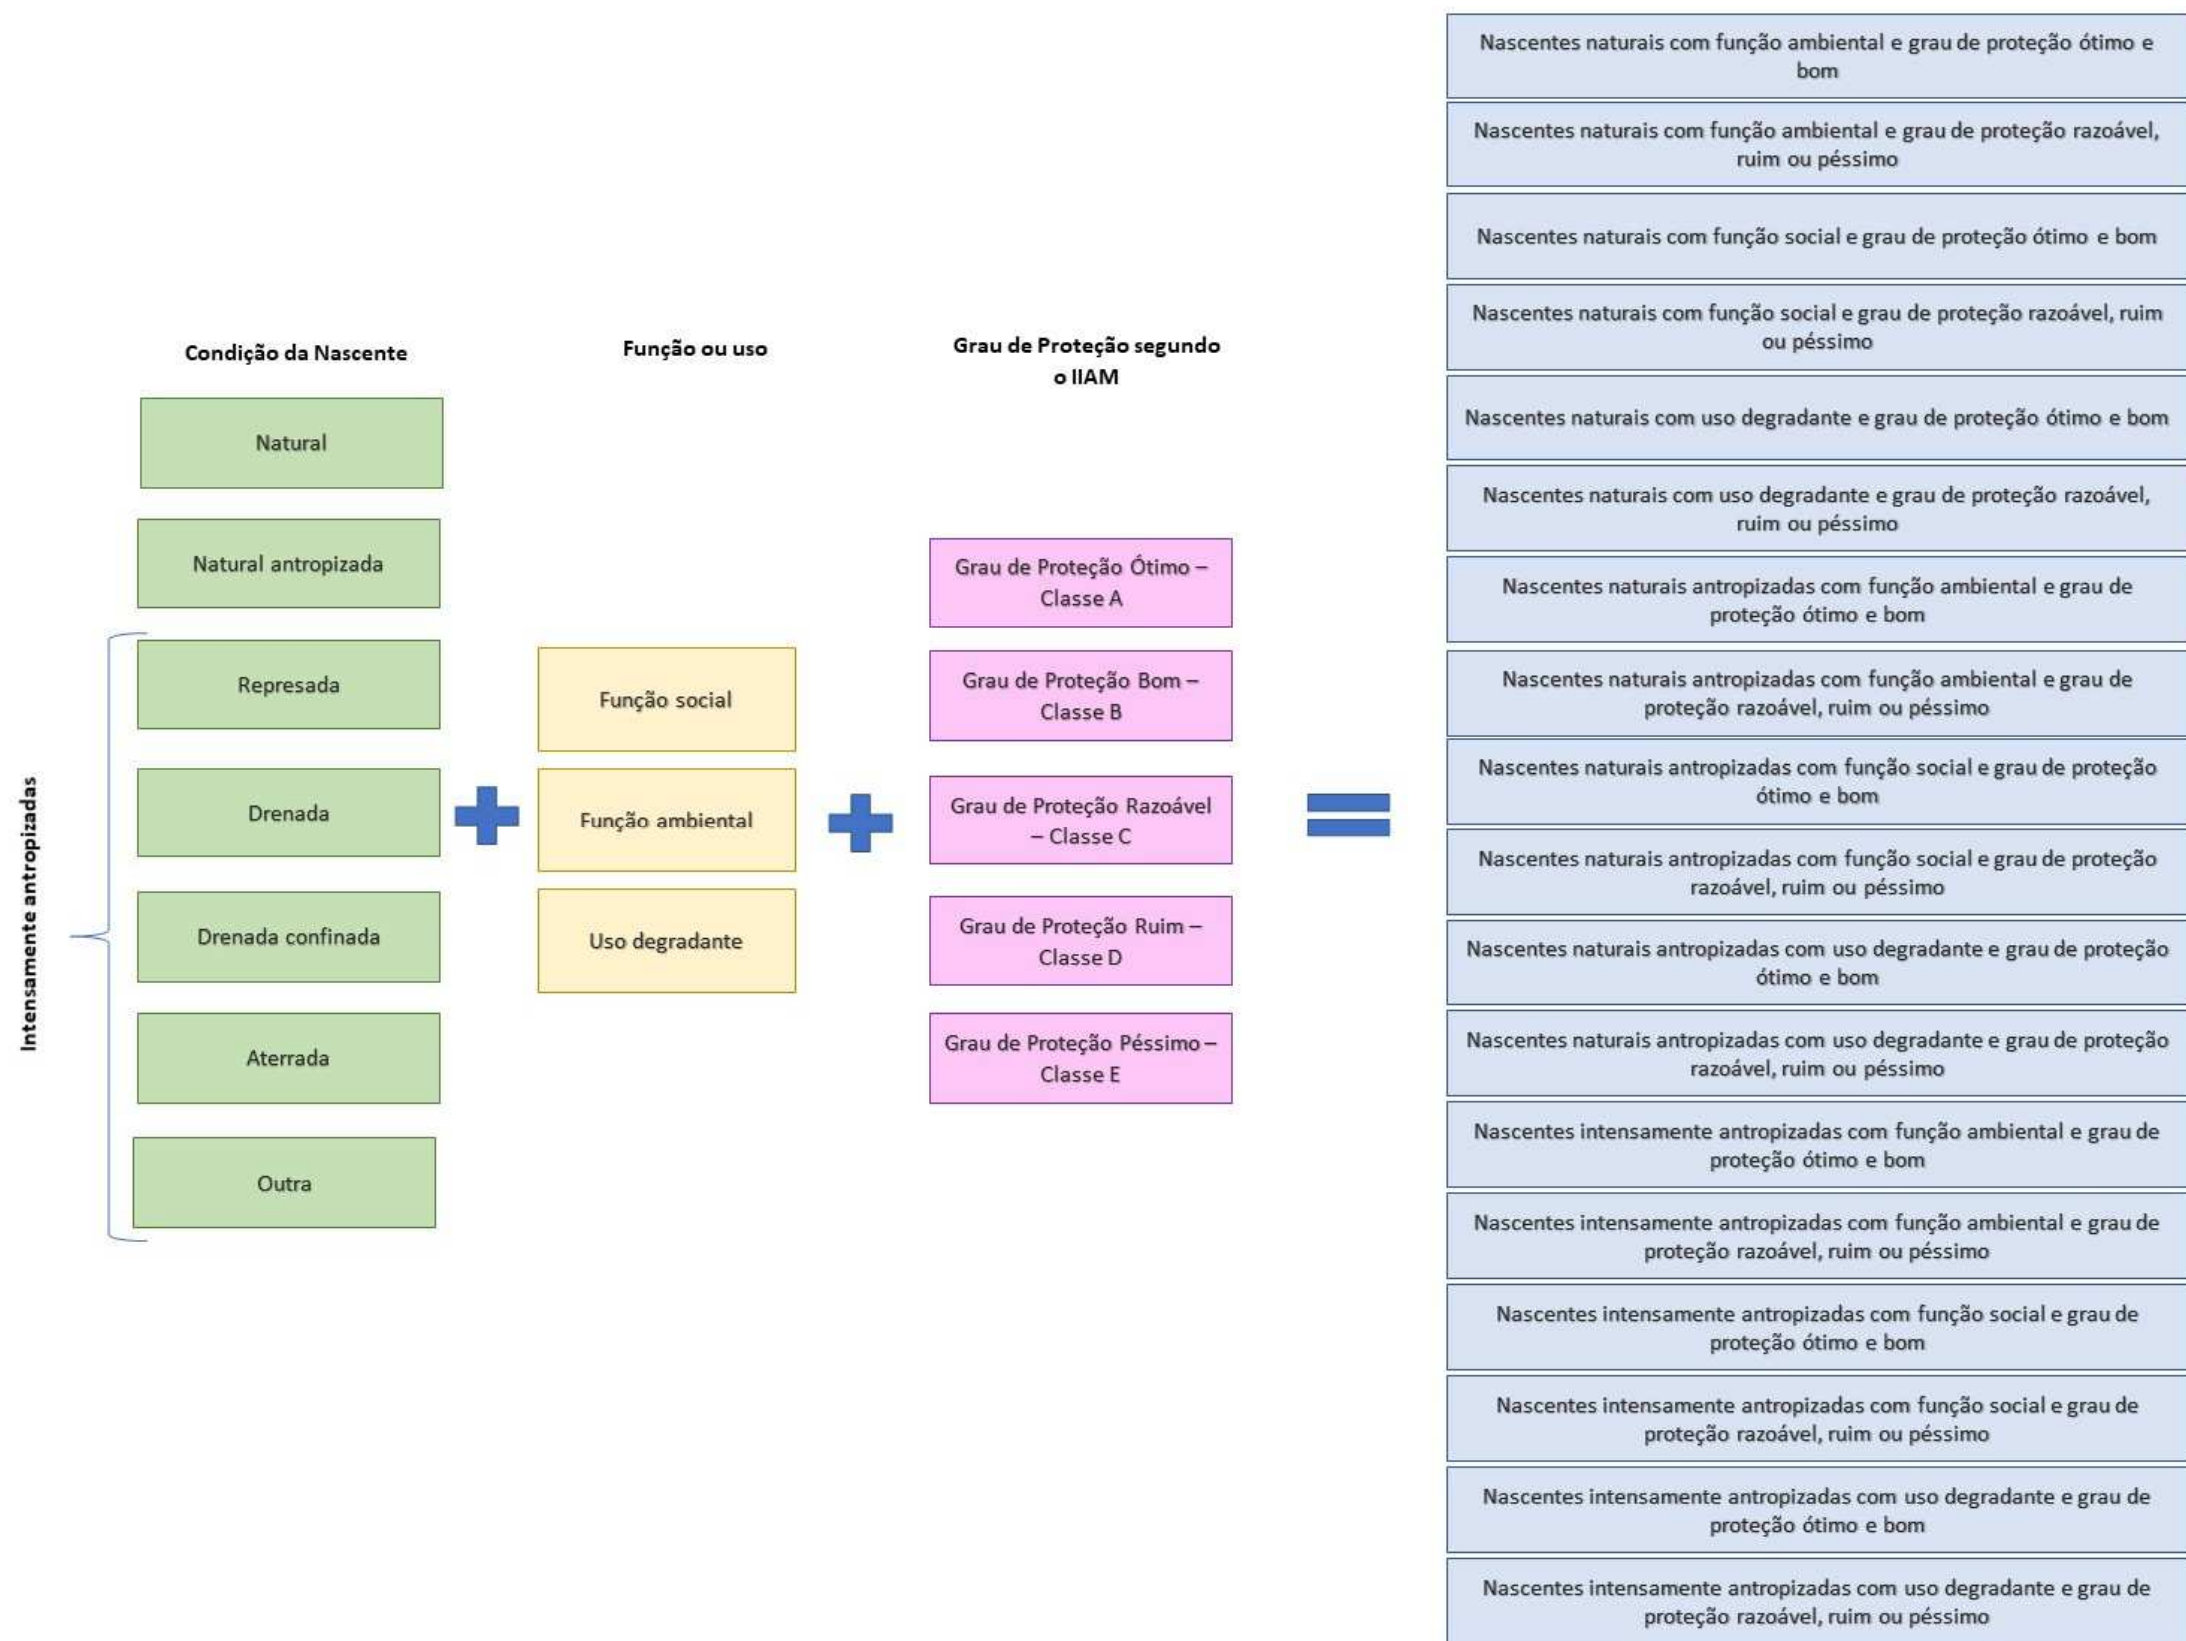 Condição da Nascente
Natural
Natural antropizada
Represada
Drenada
Drenada confinada
Aterrada
Outra
Intensamente antropizadas
Função ou uso
Função social
Função ambiental
Uso degradante
Grau de Proteção segundo
o IIAM
Grau de Proteção Ótimo –
Classe A
Grau de Proteção Bom –
Classe B
Grau de Proteção Razoável
– Classe C
Grau de Proteção Ruim –
Classe D
Grau de Proteção Péssimo –
Classe E
Nascentes naturais com função ambiental e grau de proteção ótimo e
bom
Nascentes naturais com função ambiental e grau de proteção razoável,
ruim ou péssimo
Nascentes naturais com função social e grau de proteção ótimo e bom
Nascentes naturais com função social e grau de proteção razoável, ruim
ou péssimo
Nascentes naturais com uso degradante e grau de proteção ótimo e bom
Nascentes naturais com uso degradante e grau de proteção razoável,
ruim ou péssimo
Nascentes naturais antropizadas com função ambiental e grau de
proteção ótimo e bom
Nascentes naturais antropizadas com função ambiental e grau de
proteção razoável, ruim ou péssimo
Nascentes naturais antropizadas com função social e grau de proteção
ótimo e bom
Nascentes naturais antropizadas com função social e grau de proteção
razoável, ruim ou péssimo
Nascentes naturais antropizadas com uso degradante e grau de proteção
ótimo e bom
Nascentes naturais antropizadas com uso degradante e grau de proteção
razoável, ruim ou péssimo
Nascentes intensamente antropizadas com função ambiental e grau de
proteção ótimo e bom
Nascentes intensamente antropizadas com função ambiental e grau de
proteção razoável, ruim ou péssimo
Nascentes intensamente antropizadas com função social e grau de
proteção ótimo e bom
Nascentes intensamente antropizadas com função social e grau de
proteção razoável, ruim ou péssimo
Nascentes intensamente antropizadas com uso degradante e grau de
proteção ótimo e bom
Nascentes intensamente antropizadas com uso degradante e grau de
proteção razoável, ruim ou péssimo